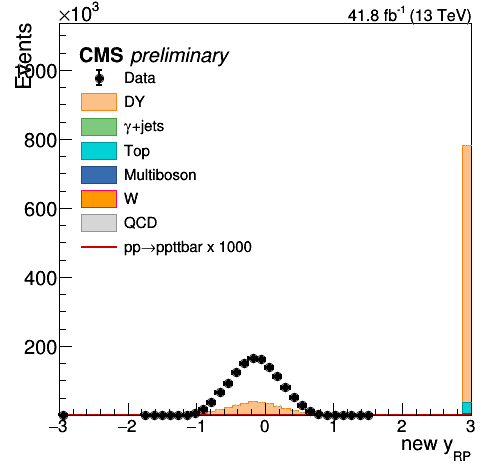 ×10³
41.8 fb⁻¹ (13 TeV)
Events
CMS preliminary
Data
DY
γ+jets
Top
Multiboson
W
QCD
pp→ppttbar x 1000
1000
800
600
400
200
−3 −2 −1 0 1 2 3
new y_RP